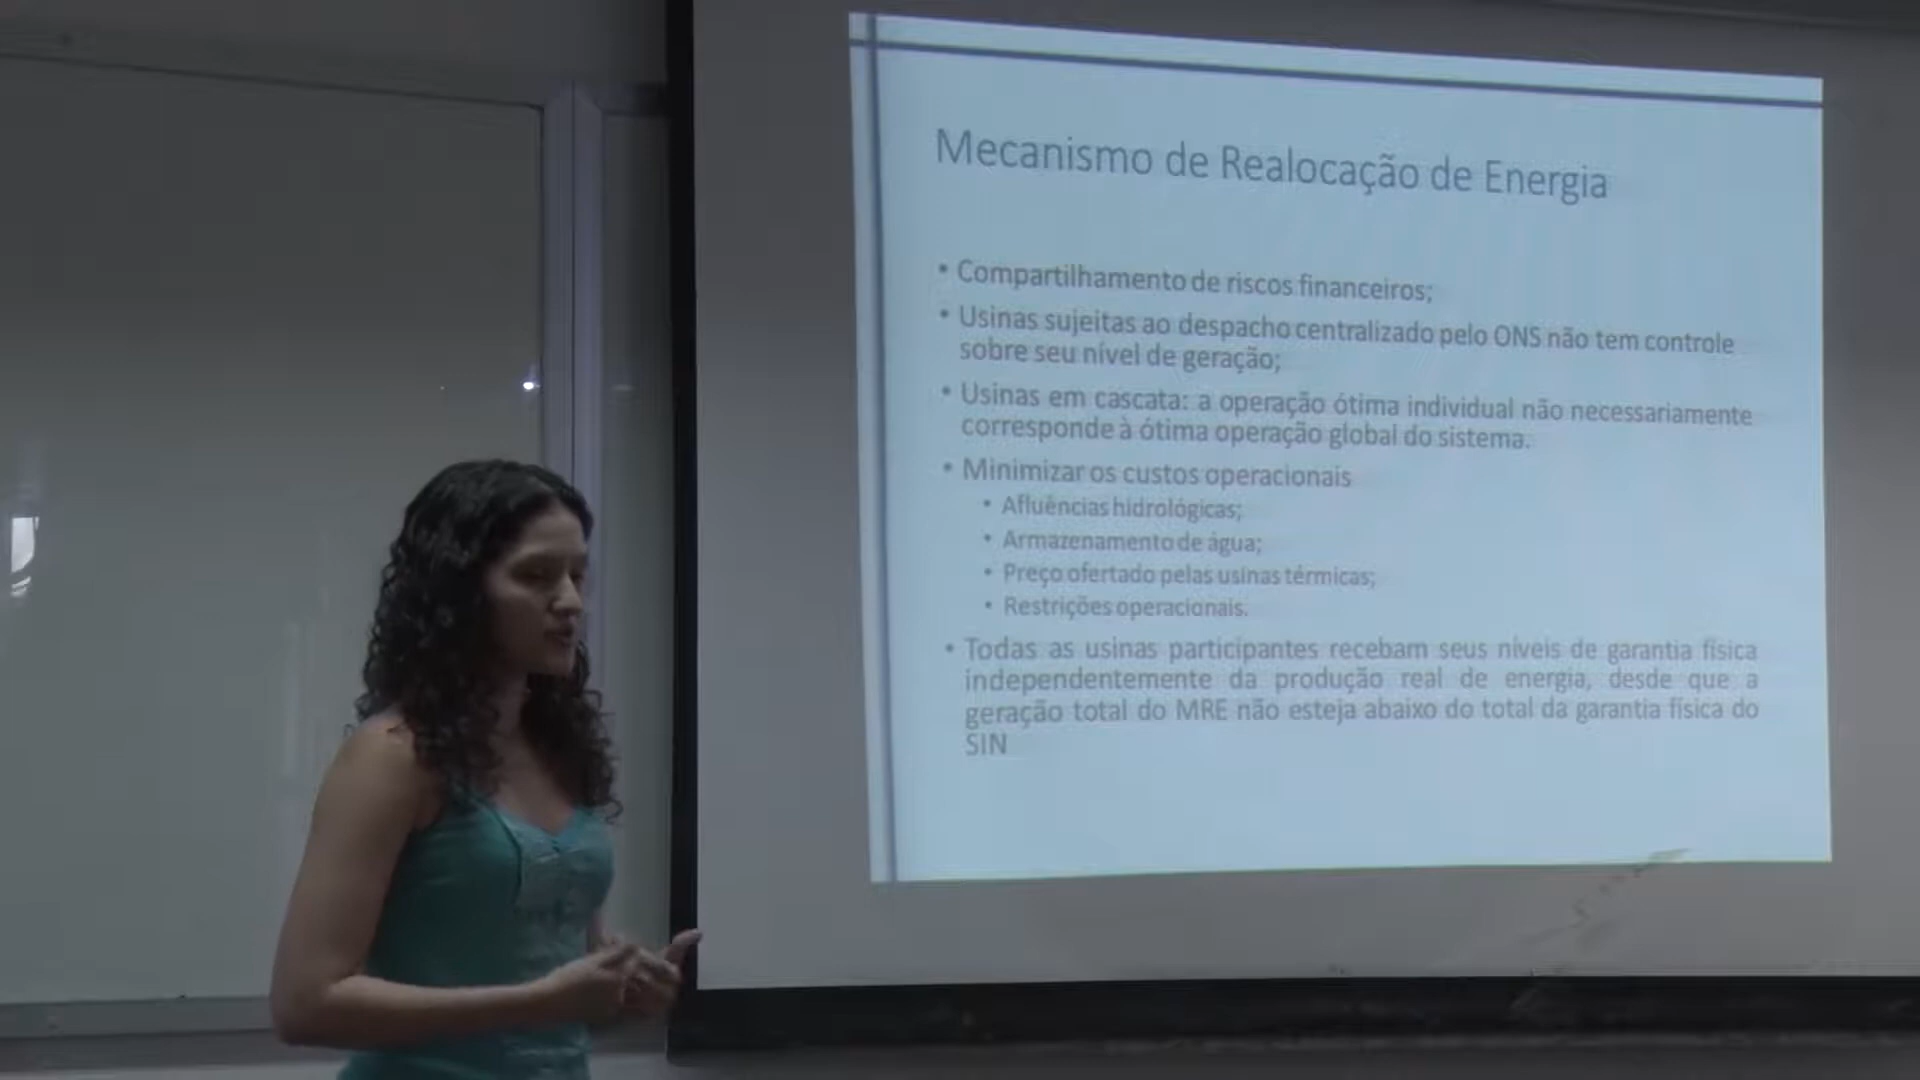 Mecanismo de Realocação de Energia
• Compartilhamento de riscos financeiros;
• Usinas sujeitas ao despacho centralizado pelo ONS não tem controle
sobre seu nível de geração;
• Usinas em cascata: a operação ótima individual não necessariamente
corresponde à ótima operação global do sistema.
• Minimizar os custos operacionais
• Afluências hidrológicas;
• Armazenamento de água;
• Preço ofertado pelas usinas térmicas;
• Restrições operacionais.
• Todas as usinas participantes recebam seus níveis de garantia física
independentemente da produção real de energia, desde que a
geração total do MRE não esteja abaixo do total da garantia física do
SIN